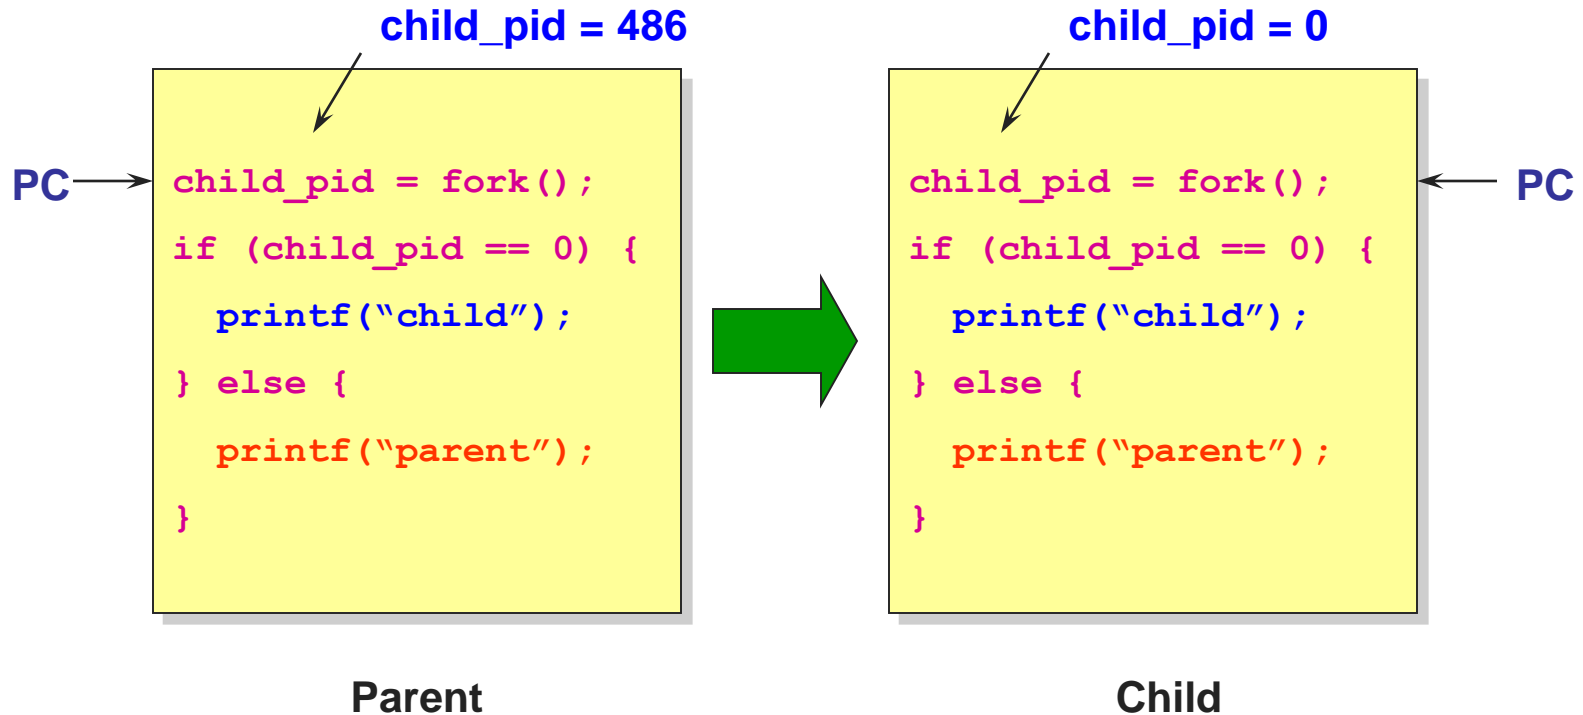 child_pid = 486
PC
child_pid = fork();
if (child_pid == 0) {
printf(“child”);
} else {
printf(“parent”);
}
Parent
child_pid = 0
PC
child_pid = fork();
if (child_pid == 0) {
printf(“child”);
} else {
printf(“parent”);
}
Child